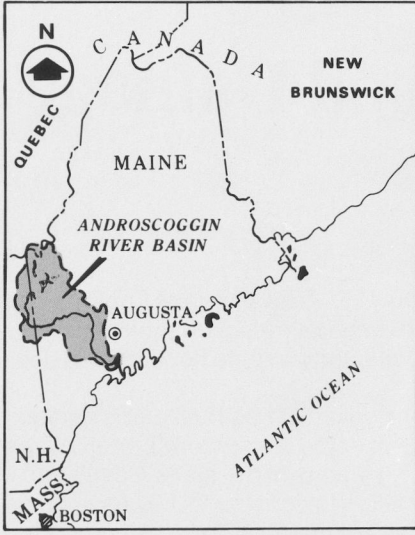 N
CANADA
NEW
BRUNSWICK
QUEBEC
MAINE
ANDROSCOGGIN
RIVER BASIN
AUGUSTA
ATLANTIC OCEAN
N.H.
MASS.
BOSTON